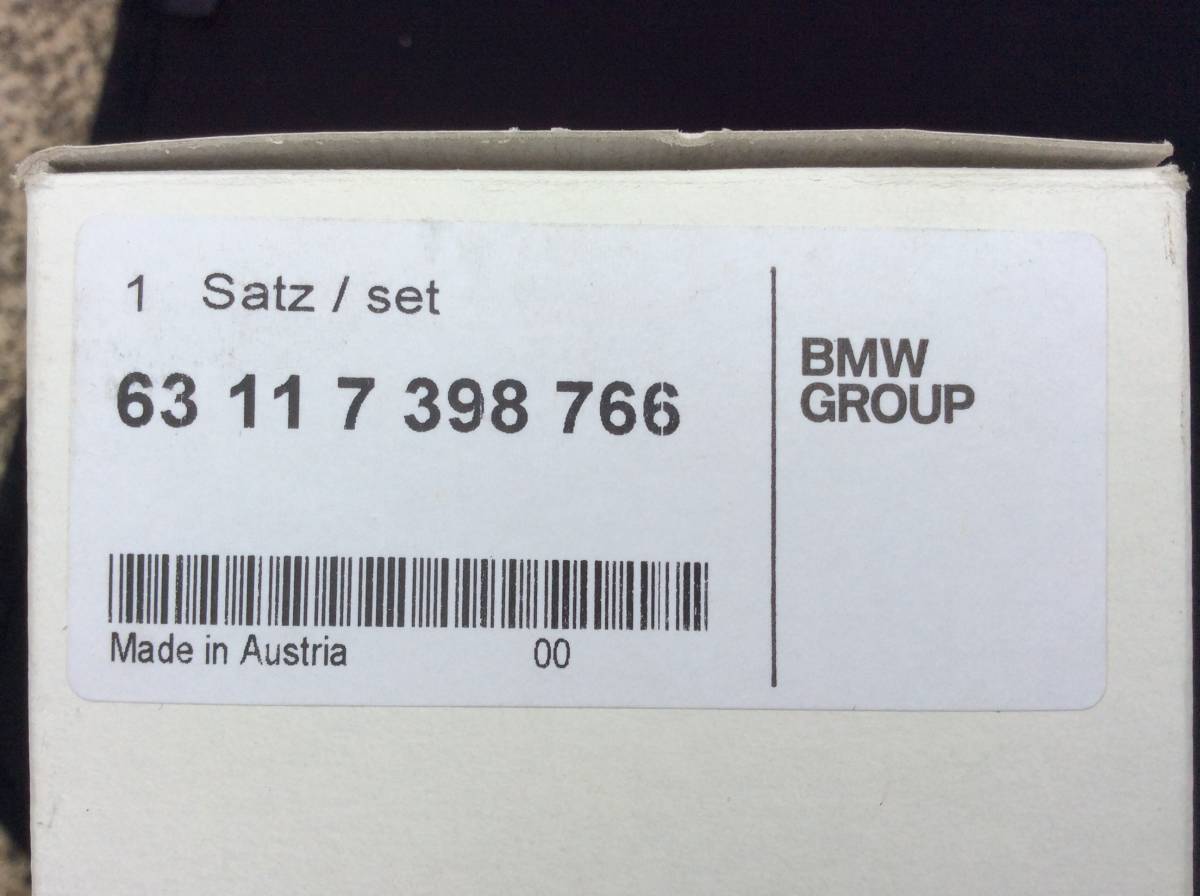 1 Satz / set
63 11 7 398 766
Made in Austria 00
BMW
GROUP